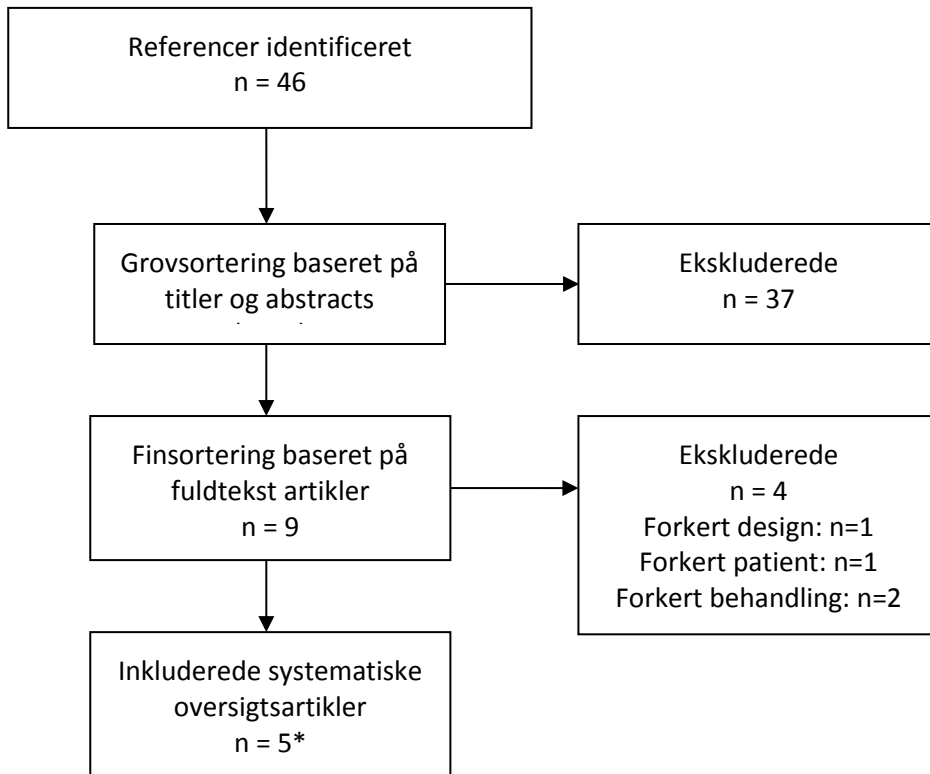 Referencer identificeret
n = 46
Grovsortering baseret på
titler og abstracts
Ekskluderede
n = 37
Finsortering baseret på
fuldtekst artikler
n = 9
Ekskluderede
n = 4
Forkert design: n=1
Forkert patient: n=1
Forkert behandling: n=2
Inkluderede systematiske
oversigtsartikler
n = 5*